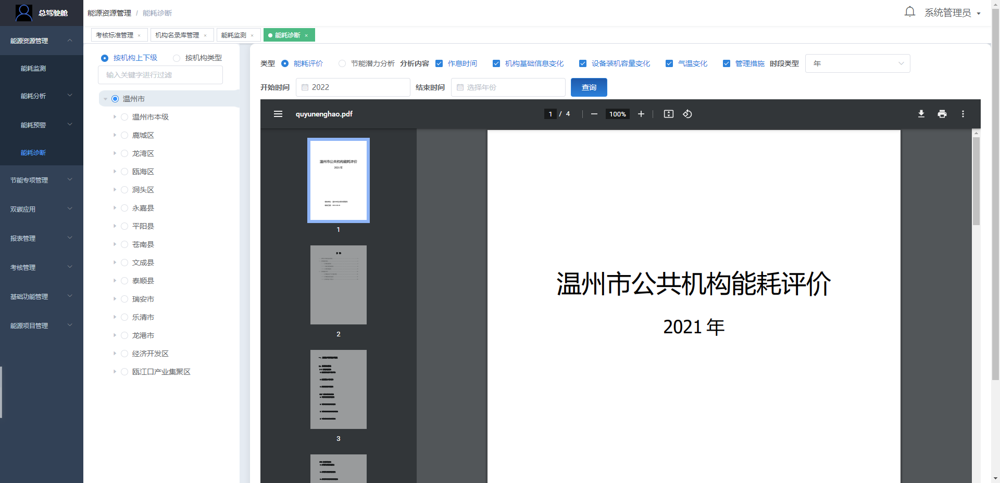 总驾驶舱
能源资源管理 / 能耗诊断
系统管理员
考核标准管理 ×
机构名录库管理 ×
能耗监测 ×
能耗诊断 ×
能源资源管理
能耗监测
能耗分析
能耗预警
能耗诊断
节能专项管理
双碳应用
报表管理
考核管理
基础功能管理
能源项目管理
按机构上下级 按机构类型
输入关键字进行过滤
温州市
温州市本级
鹿城区
龙湾区
瓯海区
洞头区
永嘉县
平阳县
苍南县
文成县
泰顺县
瑞安市
乐清市
龙港市
经济开发区
瓯江口产业集聚区
类型 能耗评价 节能潜力分析 分析内容 作息时间 机构基础信息变化 设备装机容量变化 气温变化 管理措施 时段类型 年
开始时间 2022 结束时间 选择年份 查询
quyunenghao.pdf
1 / 4
100%
温州市公共机构能耗评价
2021 年
1
2
3
温州市公共机构能耗评价
2021 年